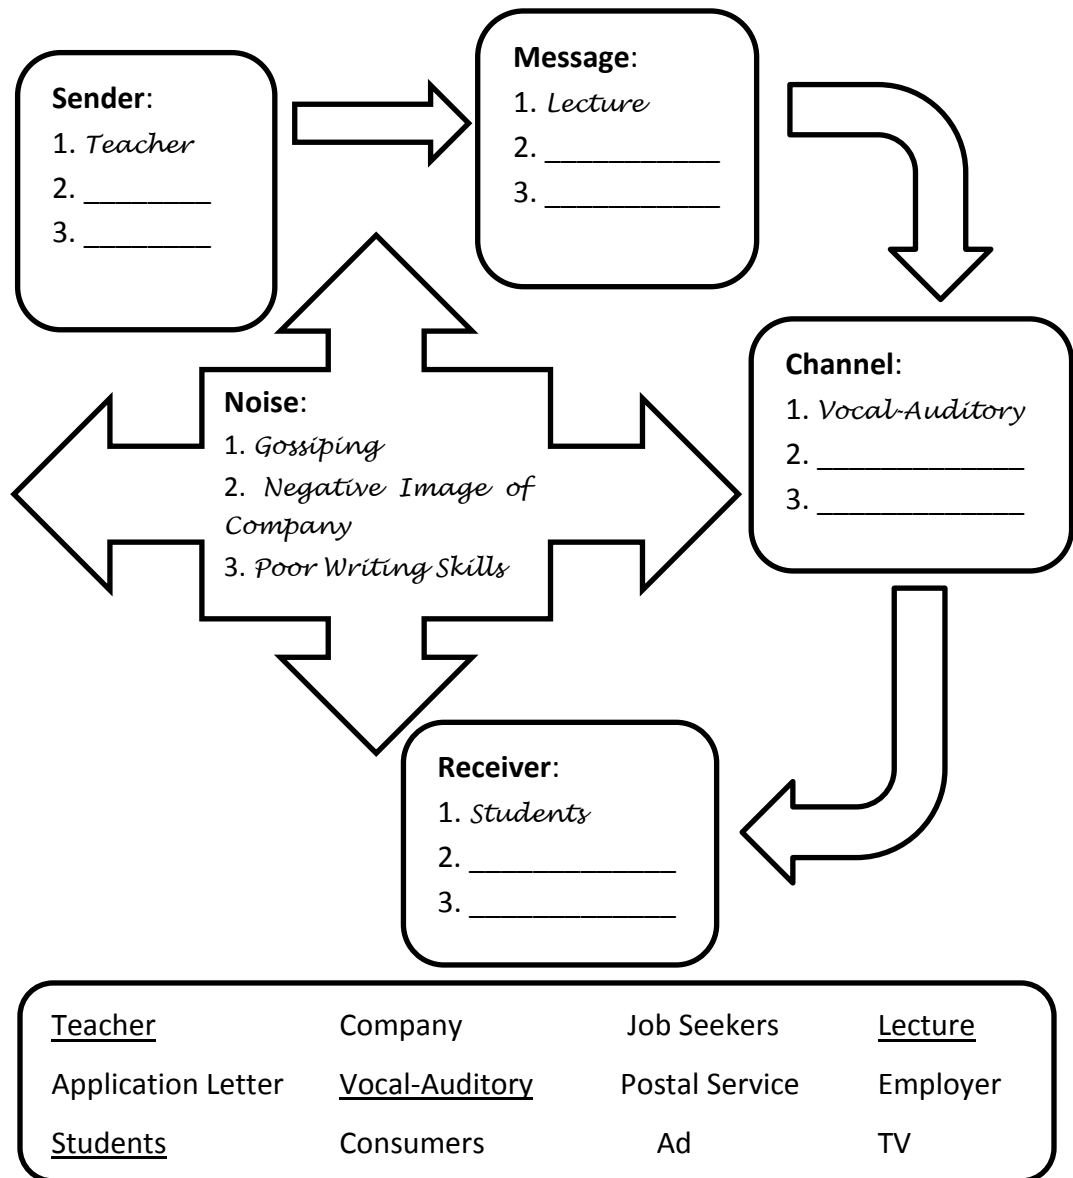 Sender:
1. Teacher
2. ________
3. ________
Message:
1. Lecture
2. ___________
3. ___________
Channel:
1. Vocal-Auditory
2. _____________
3. _____________
Noise:
1. Gossiping
2. Negative Image of
Company
3. Poor Writing Skills
Receiver:
1. Students
2. _____________
3. _____________
Teacher Company Job Seekers Lecture
Application Letter Vocal-Auditory Postal Service Employer
Students Consumers Ad TV